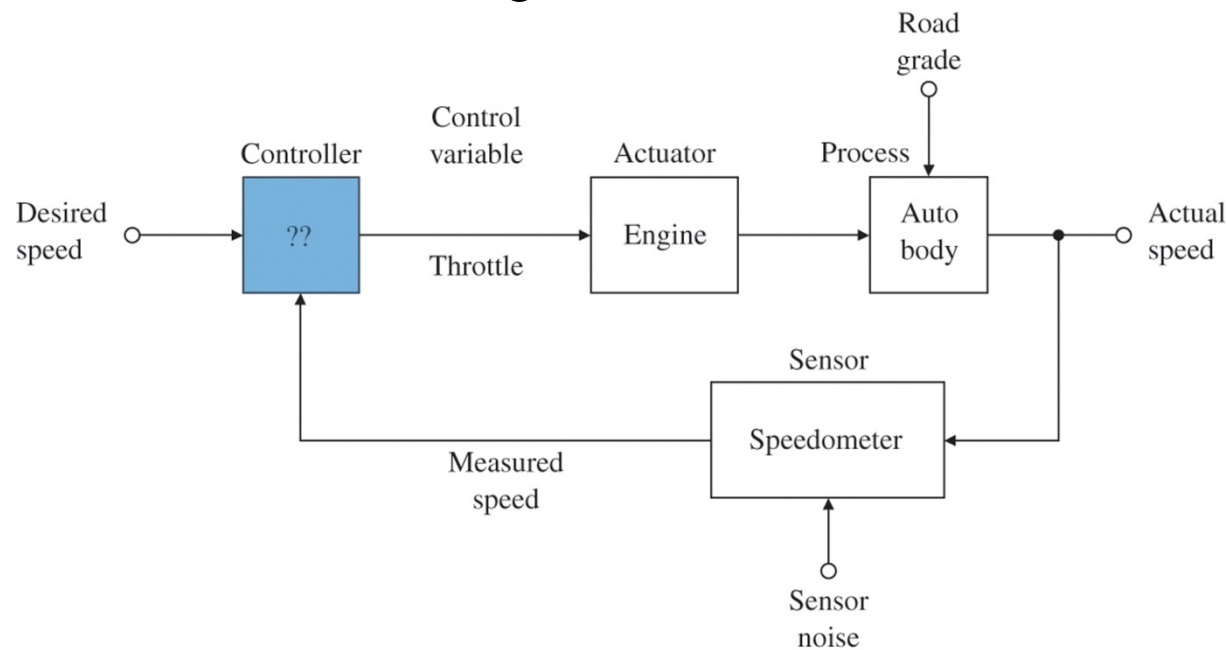 Road
grade
Control
variable
Controller
Actuator
Process
Desired
speed
??
Throttle
Engine
Auto
body
Actual
speed
Sensor
Speedometer
Measured
speed
Sensor
noise